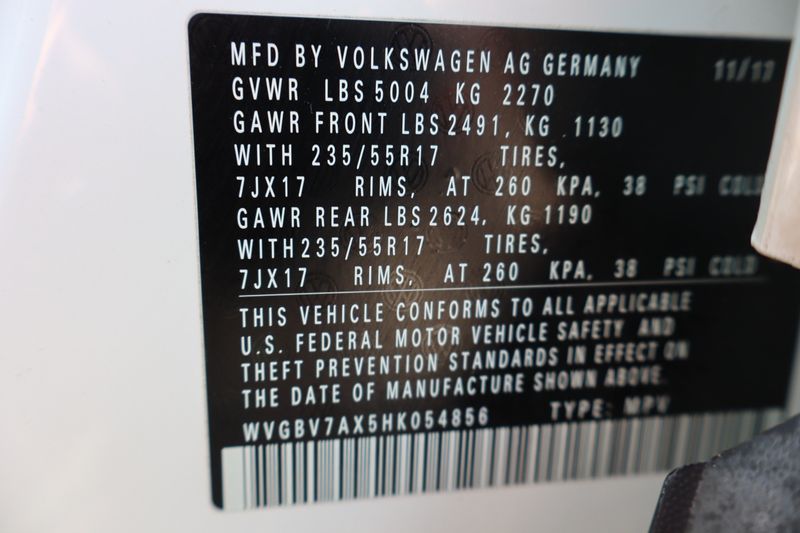 MFD BY VOLKSWAGEN AG GERMANY 11/17
GVWR LBS 5004 KG 2270
GAWR FRONT LBS 2491, KG 1130
WITH 235/55R17 TIRES,
7JX17 RIMS, AT 260 KPA, 38 PSI COLD
GAWR REAR LBS 2624, KG 1190
WITH 235/55R17 TIRES,
7JX17 RIMS, AT 260 KPA, 38 PSI COLD
THIS VEHICLE CONFORMS TO ALL APPLICABLE
U.S. FEDERAL MOTOR VEHICLE SAFETY AND
THEFT PREVENTION STANDARDS IN EFFECT ON
THE DATE OF MANUFACTURE SHOWN ABOVE.
WVGBV7AX5HK054856 TYPE: MPV